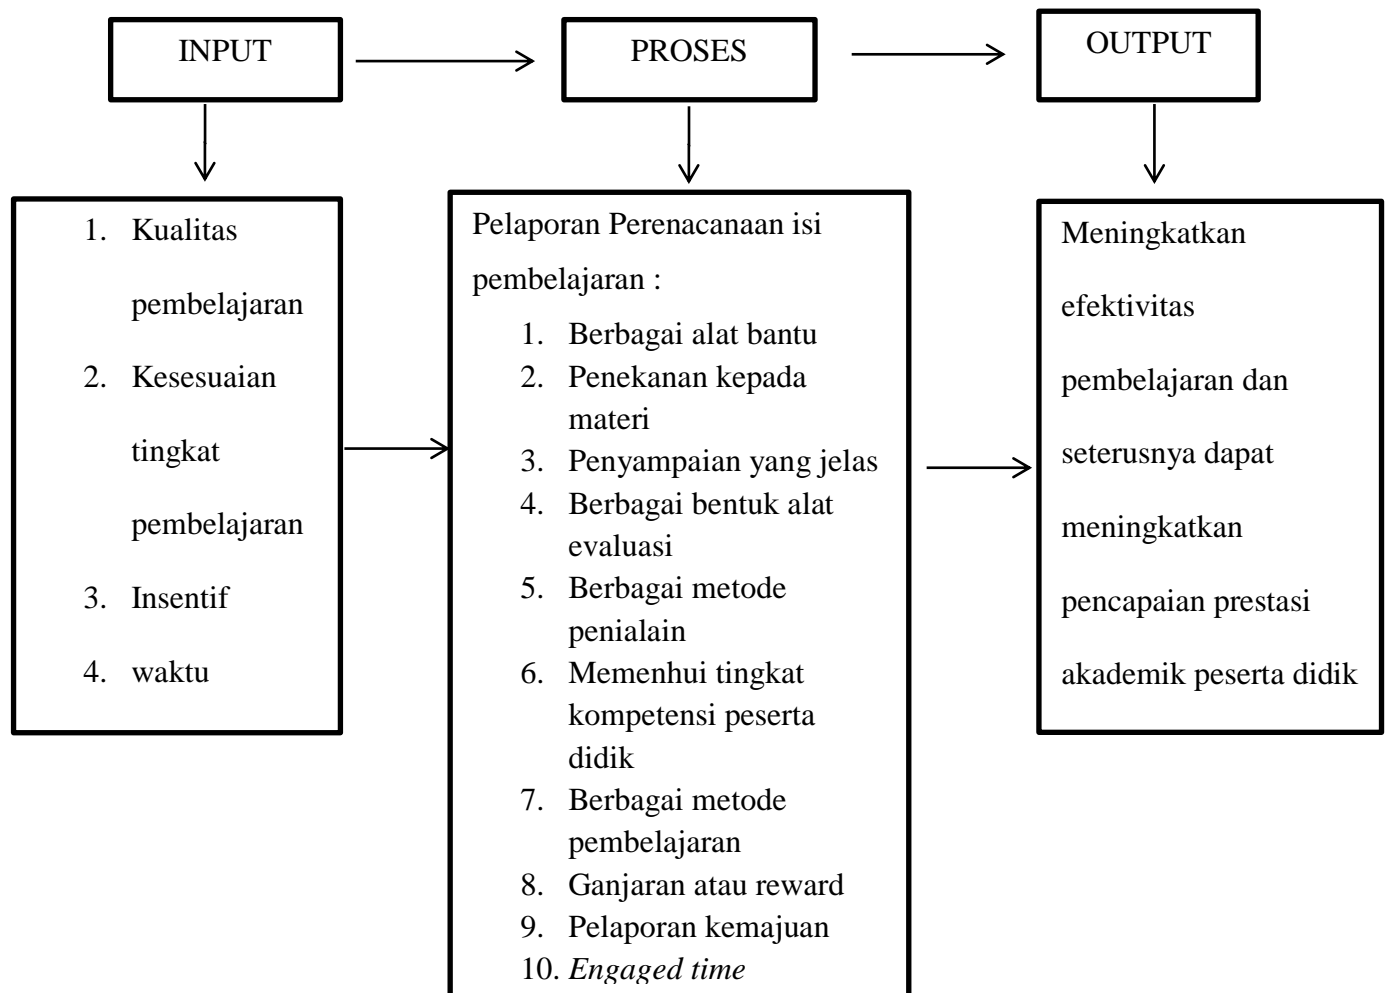 INPUT
PROSES
OUTPUT
1. Kualitas
pembelajaran
2. Kesesuaian
tingkat
pembelajaran
3. Insentif
4. waktu
Pelaporan Perenacanaan isi
pembelajaran :
1. Berbagai alat bantu
2. Penekanan kepada
materi
3. Penyampaian yang jelas
4. Berbagai bentuk alat
evaluasi
5. Berbagai metode
penialain
6. Memenhui tingkat
kompetensi peserta
didik
7. Berbagai metode
pembelajaran
8. Ganjaran atau reward
9. Pelaporan kemajuan
10. Engaged time
Meningkatkan
efektivitas
pembelajaran dan
seterusnya dapat
meningkatkan
pencapaian prestasi
akademik peserta didik